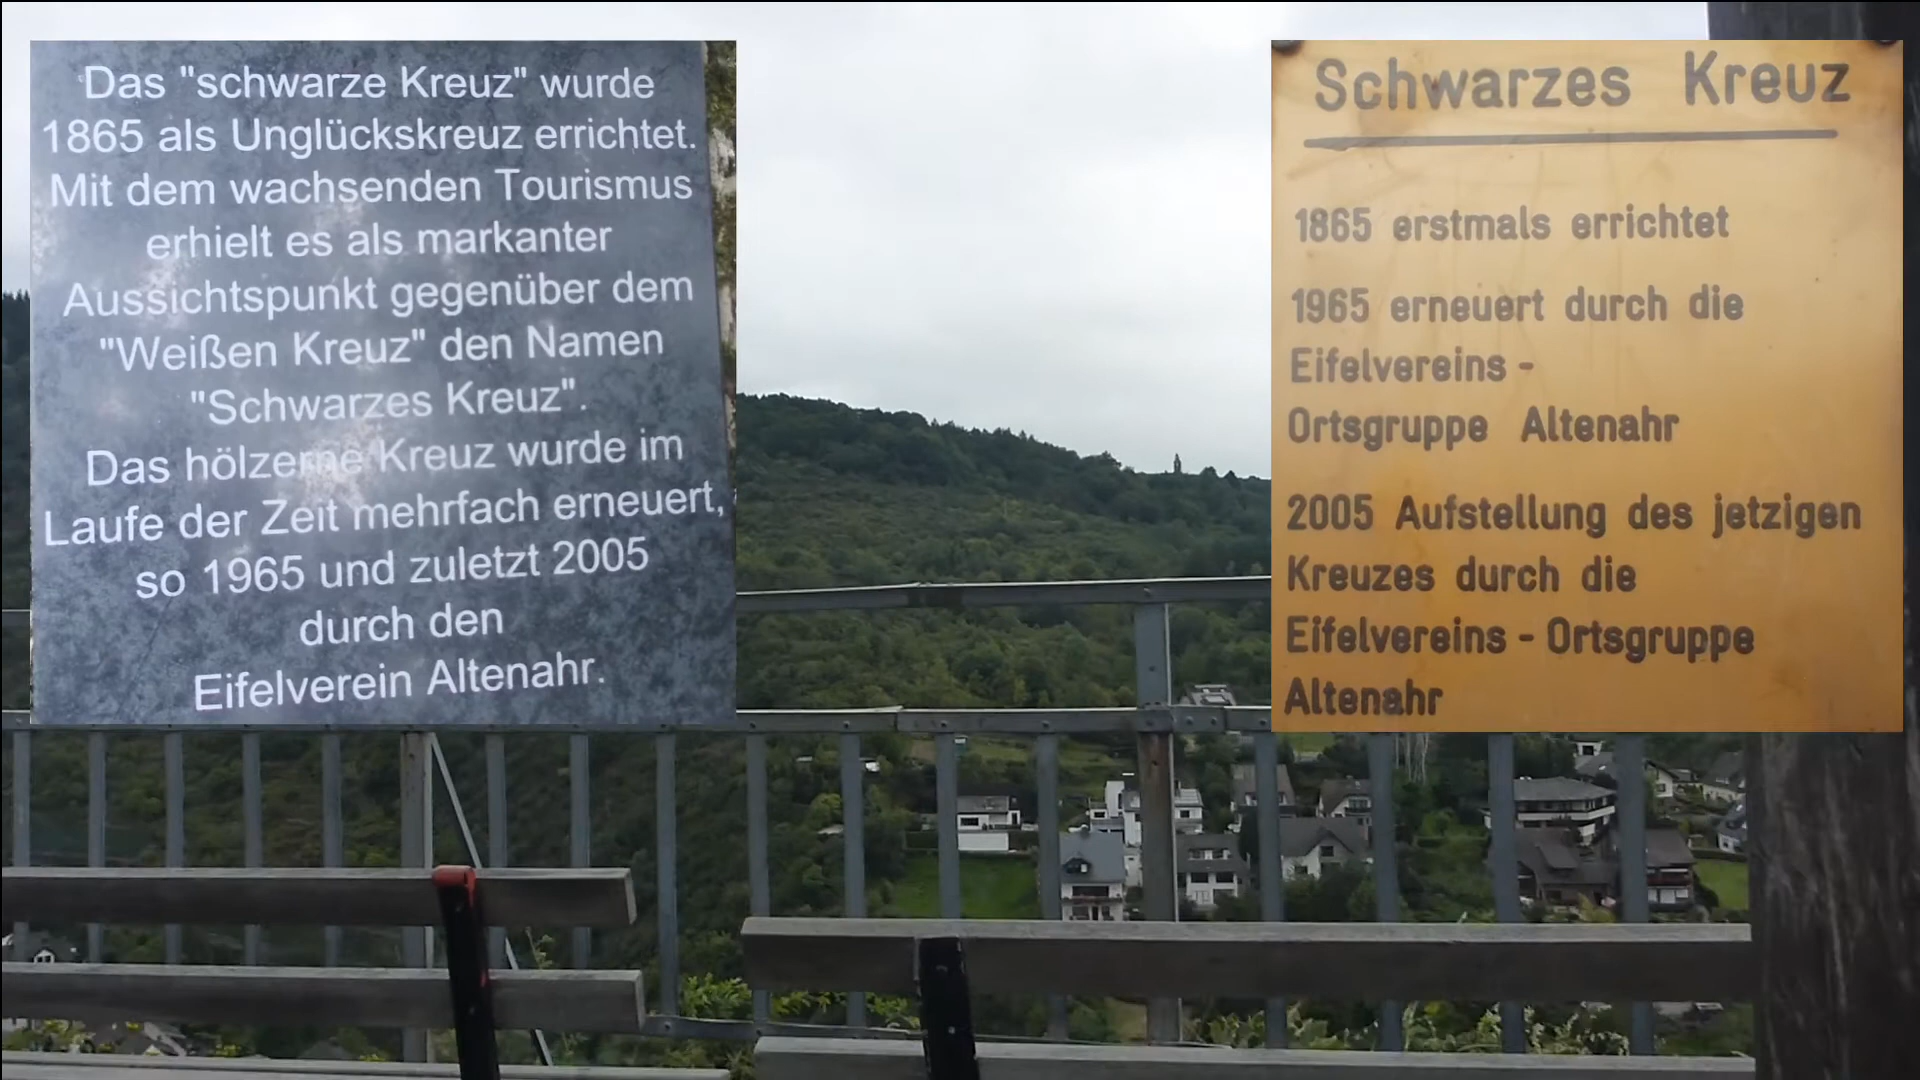 Das "schwarze Kreuz" wurde
1865 als Unglückskreuz errichtet.
Mit dem wachsenden Tourismus
erhielt es als markanter
Aussichtspunkt gegenüber dem
"Weißen Kreuz" den Namen
"Schwarzes Kreuz".
Das hölzerne Kreuz wurde im
Laufe der Zeit mehrfach erneuert,
so 1965 und zuletzt 2005
durch den
Eifelverein Altenahr.
Schwarzes Kreuz
1865 erstmals errichtet
1965 erneuert durch die
Eifelvereins -
Ortsgruppe Altenahr
2005 Aufstellung des jetzigen
Kreuzes durch die
Eifelvereins - Ortsgruppe
Altenahr